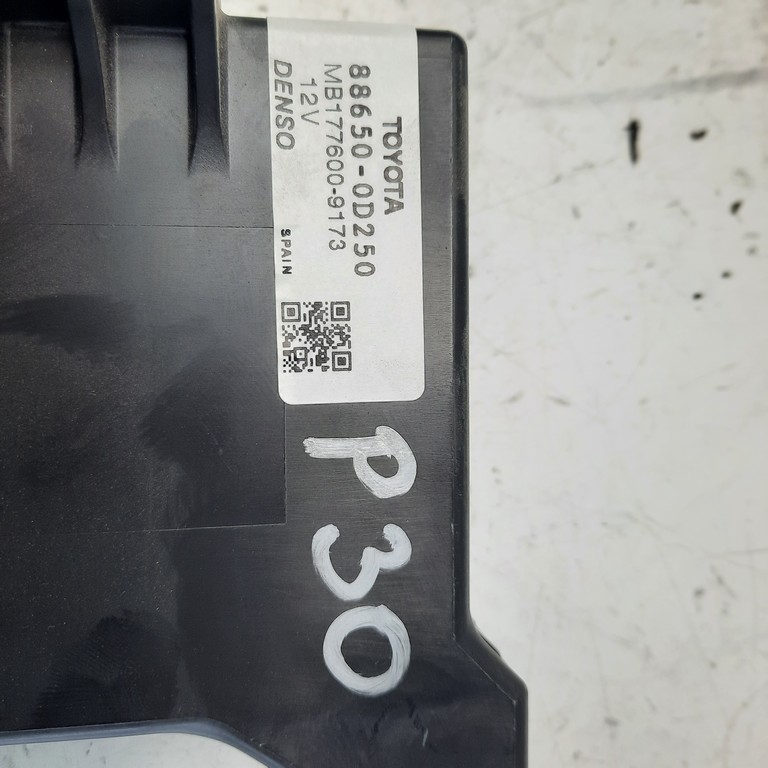 TOYOTA
88650-0D250
MB177600-9173
12V
DENSO
SPAIN
P30